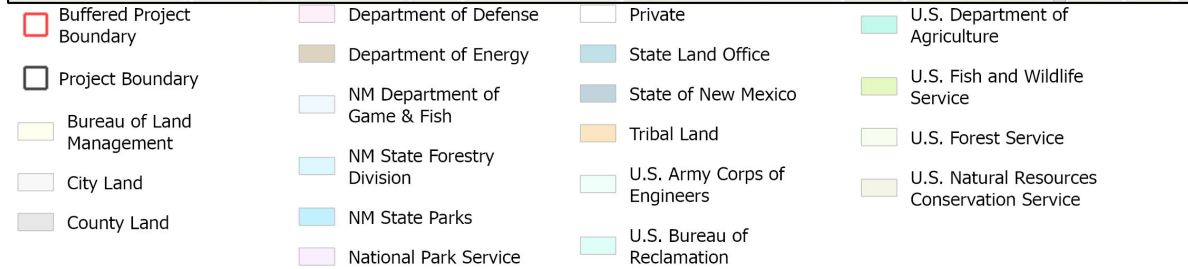 Buffered Project
Boundary
Project Boundary
Bureau of Land
Management
City Land
County Land
Department of Defense
Department of Energy
NM Department of
Game & Fish
NM State Forestry
Division
NM State Parks
National Park Service
Private
State Land Office
State of New Mexico
Tribal Land
U.S. Army Corps of
Engineers
U.S. Bureau of
Reclamation
U.S. Department of
Agriculture
U.S. Fish and Wildlife
Service
U.S. Forest Service
U.S. Natural Resources
Conservation Service